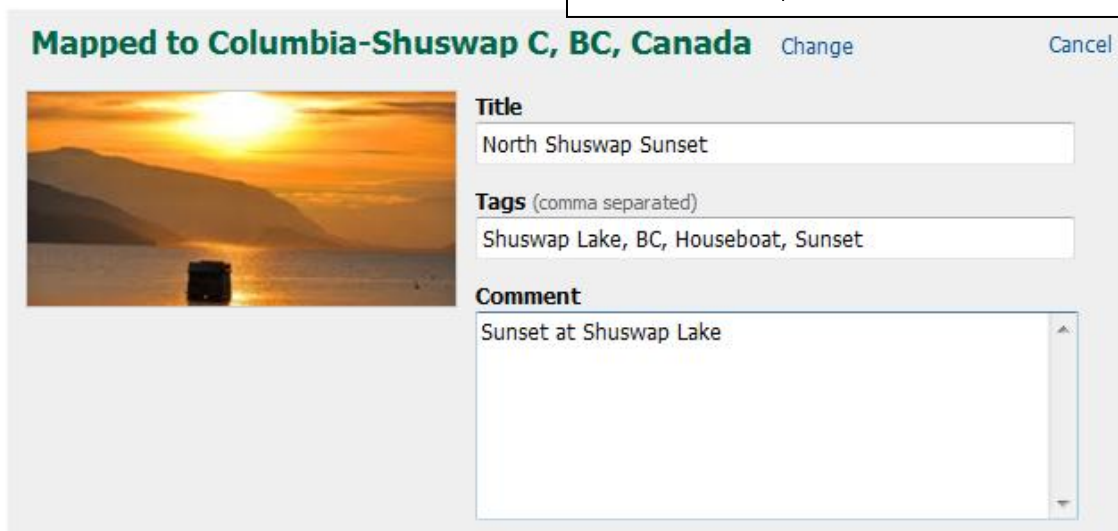 Mapped to Columbia-Shuswap C, BC, Canada Change Cancel
Title
North Shuswap Sunset
Tags (comma separated)
Shuswap Lake, BC, Houseboat, Sunset
Comment
Sunset at Shuswap Lake